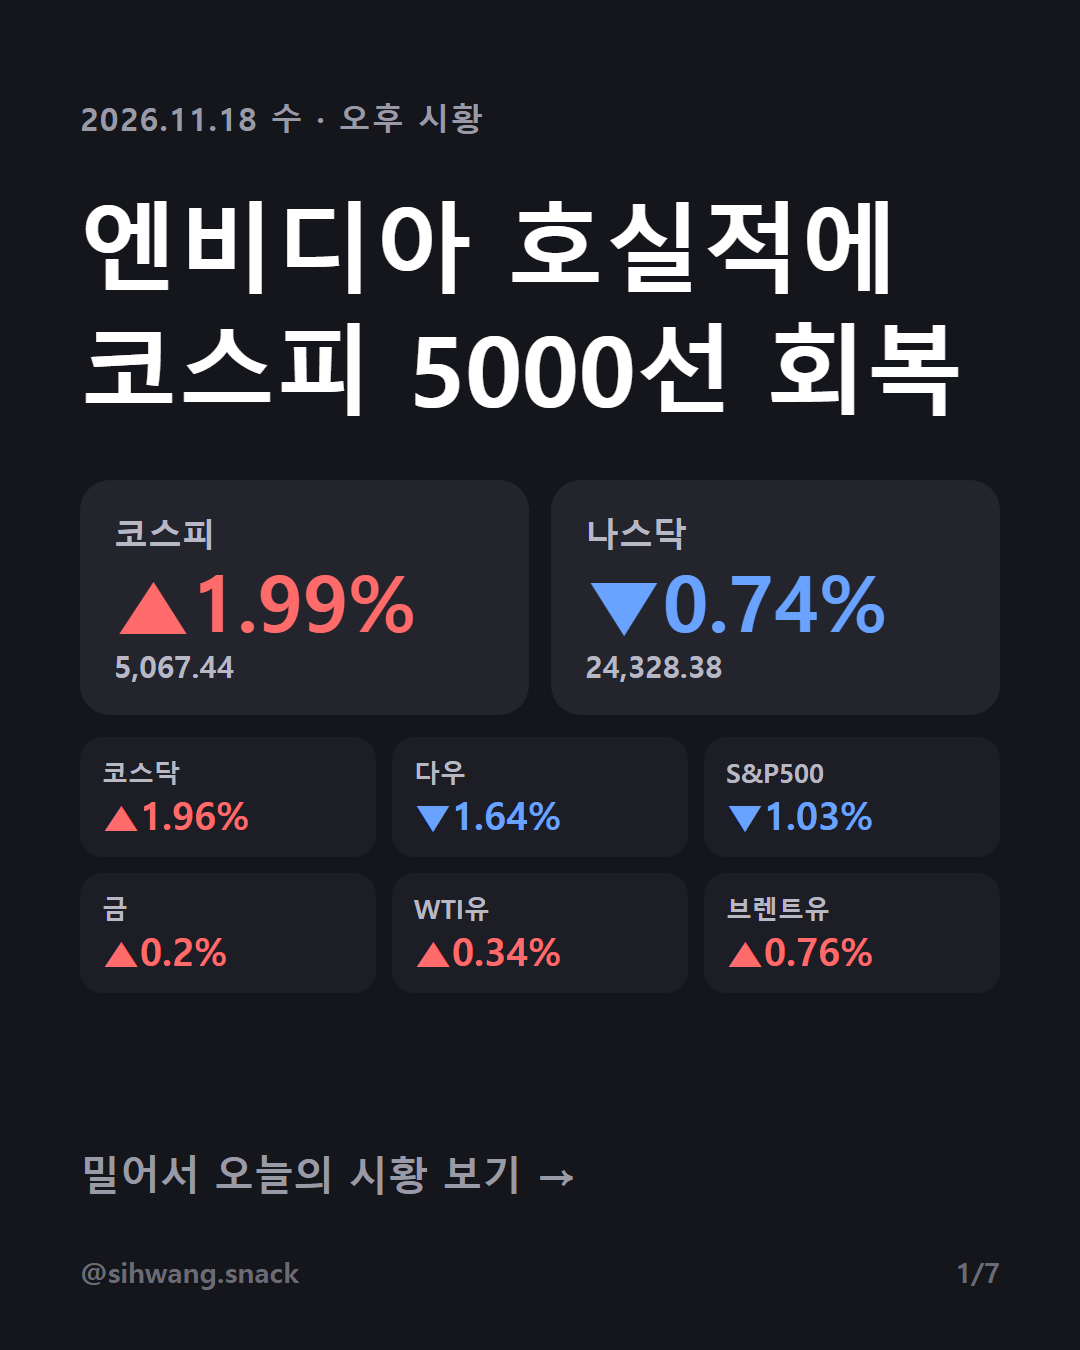 2026.11.18 수 · 오후 시황
엔비디아 호실적에
코스피 5000선 회복
코스피
▲1.99%
5,067.44
나스닥
▼0.74%
24,328.38
코스닥
▲1.96%
다우
▼1.64%
S&P500
▼1.03%
금
▲0.2%
WTI유
▲0.34%
브렌트유
▲0.76%
밀어서 오늘의 시황 보기 →
@sihwang.snack
1/7